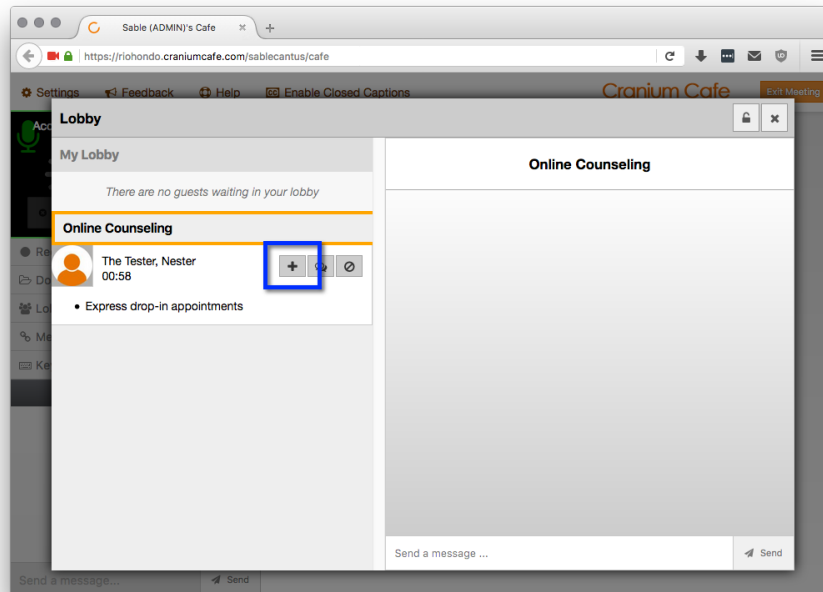 Sable (ADMIN)'s Cafe
https://riohondo.craniumcafe.com/sablecantus/cafe
Settings Feedback Help Enable Closed Captions Cranium Cafe Exit Meeting
Lobby
My Lobby
Online Counseling
There are no guests waiting in your lobby
Online Counseling
The Tester, Nester
00:58
• Express drop-in appointments
Send a message ... Send
Send a message... Send